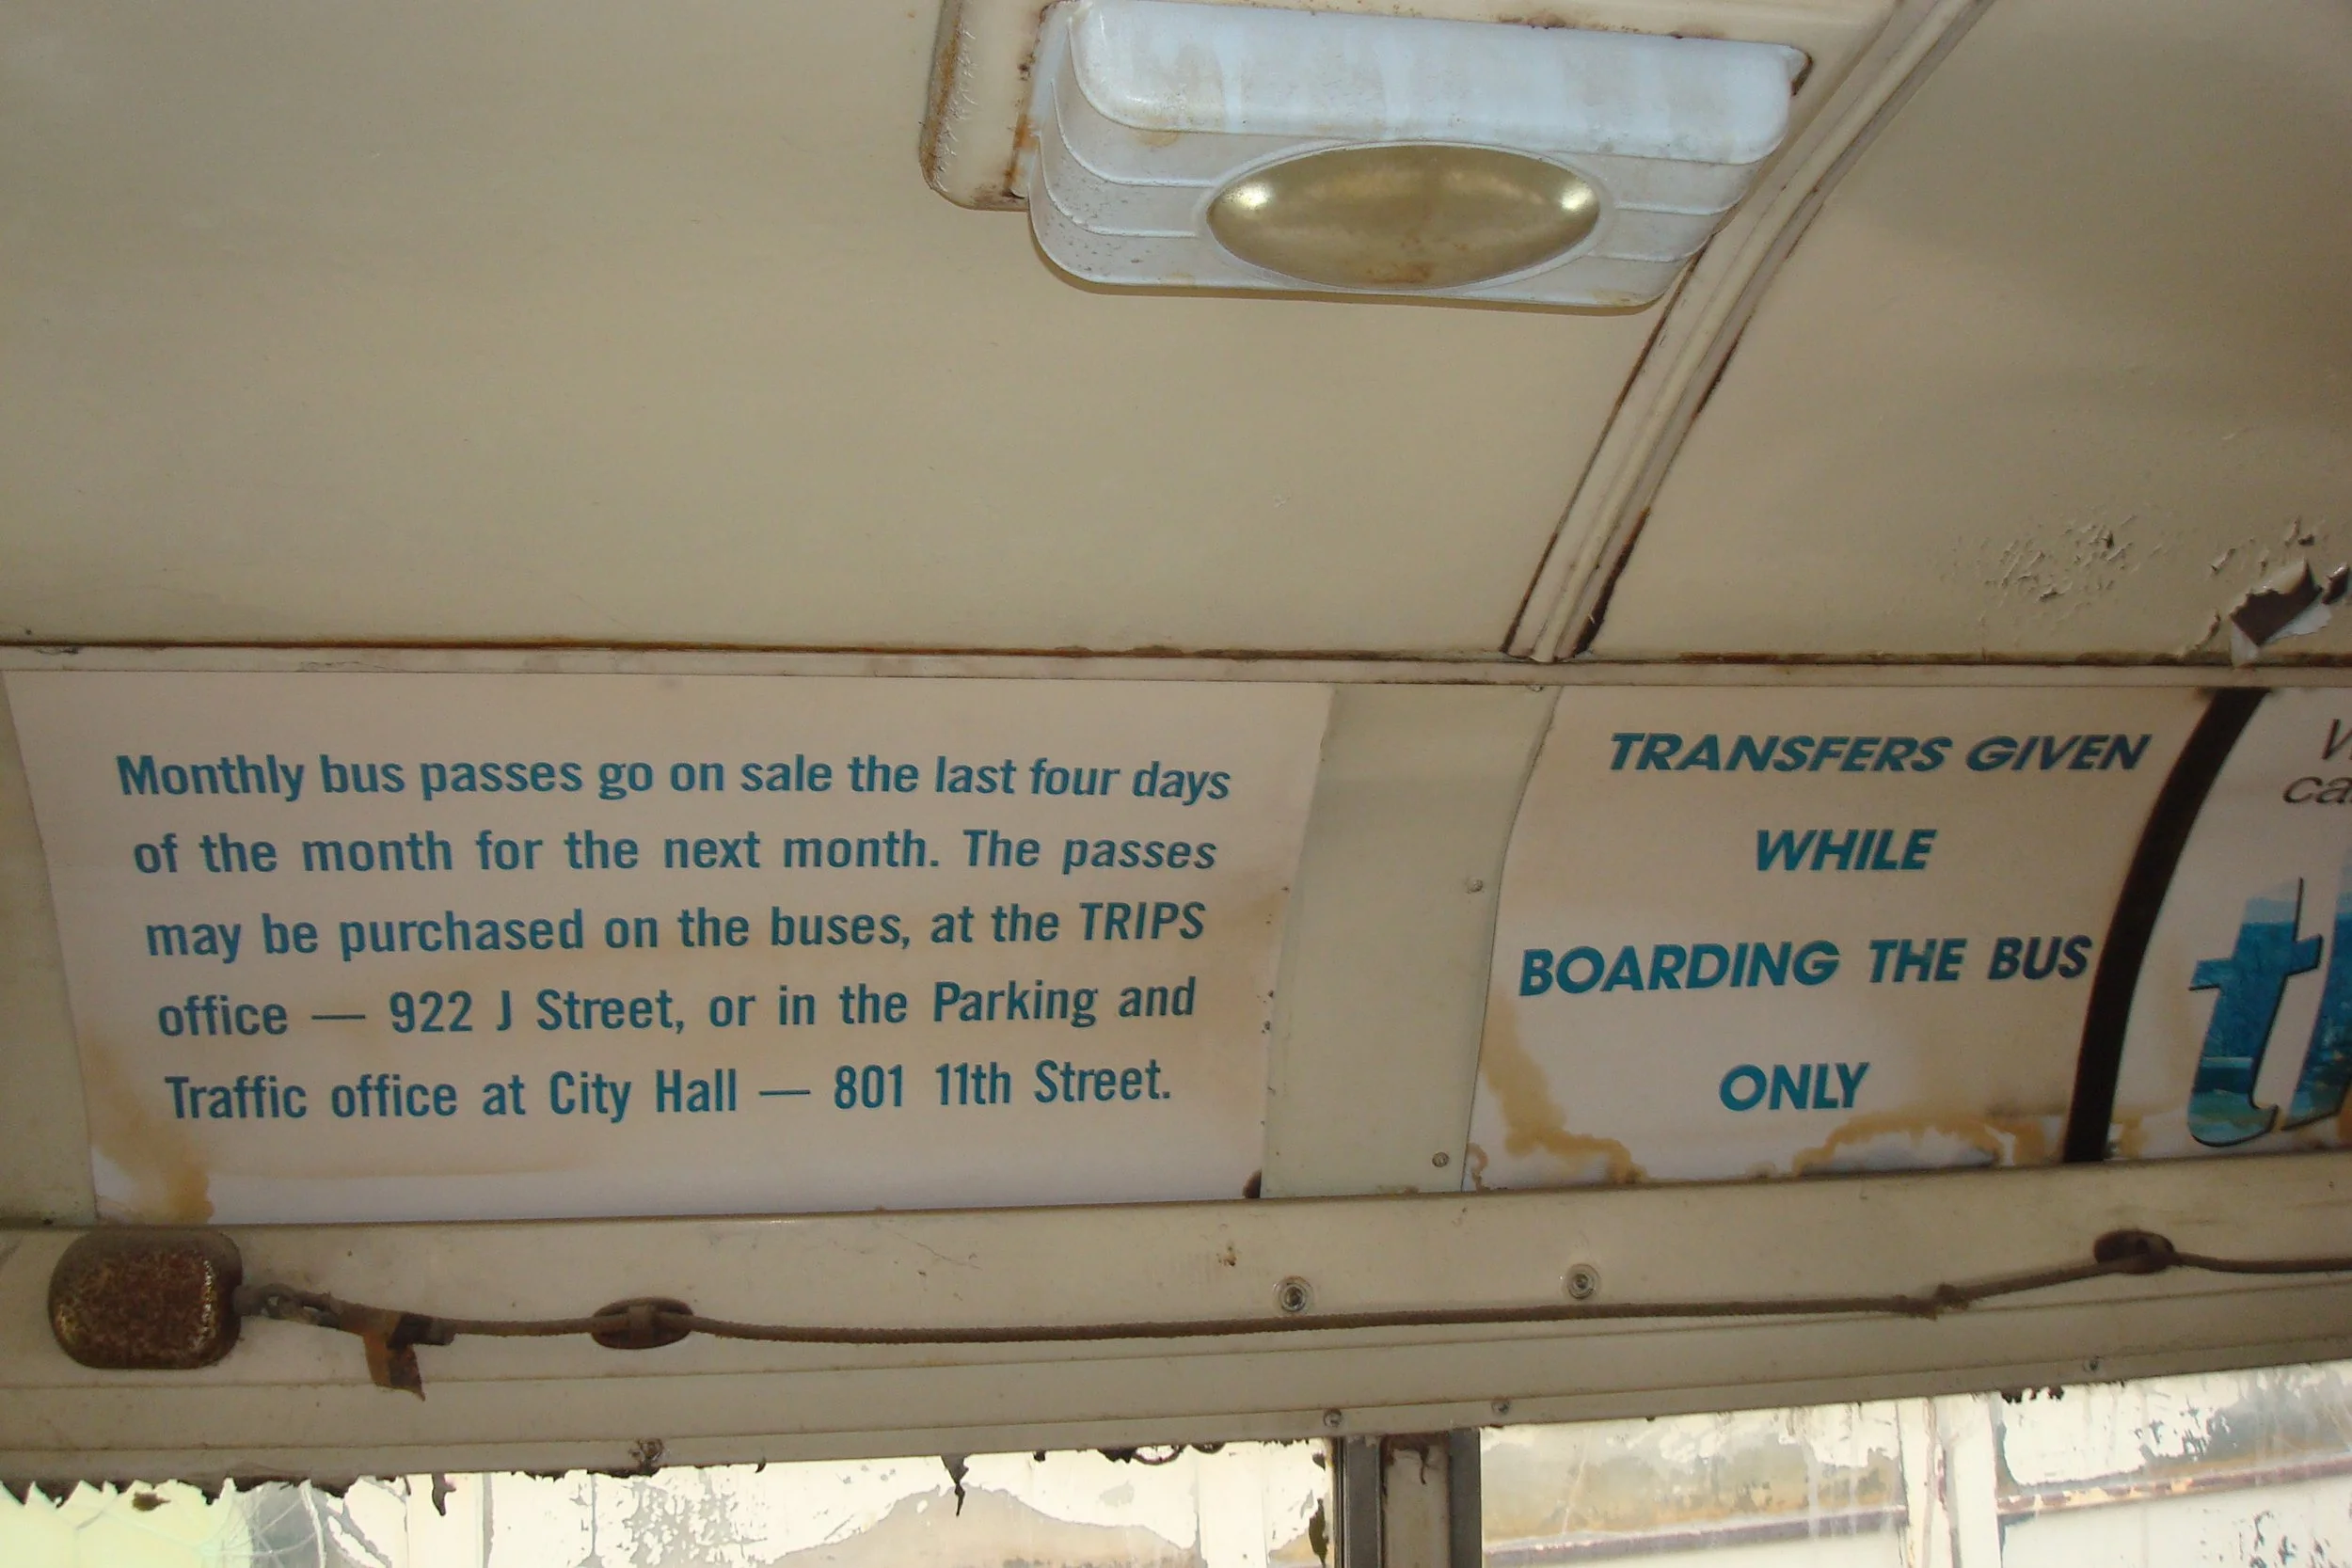 Monthly bus passes go on sale the last four days
of the month for the next month. The passes
may be purchased on the buses, at the TRIPS
office — 922 J Street, or in the Parking and
Traffic office at City Hall — 801 11th Street.
TRANSFERS GIVEN
WHILE
BOARDING THE BUS
ONLY